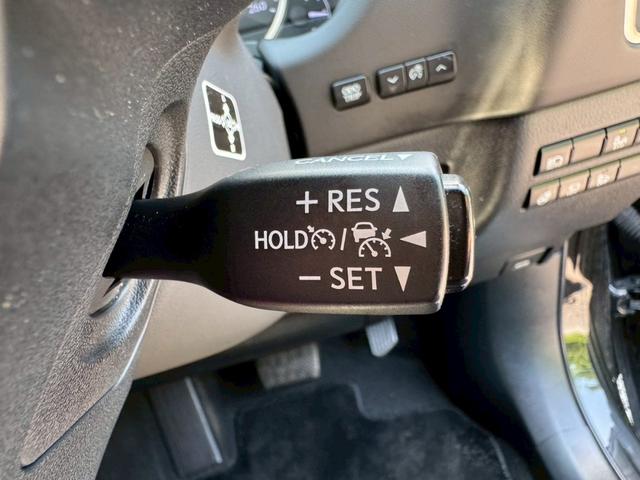 CANCEL▼
+ RES ▲
HOLD / ◀
− SET ▼